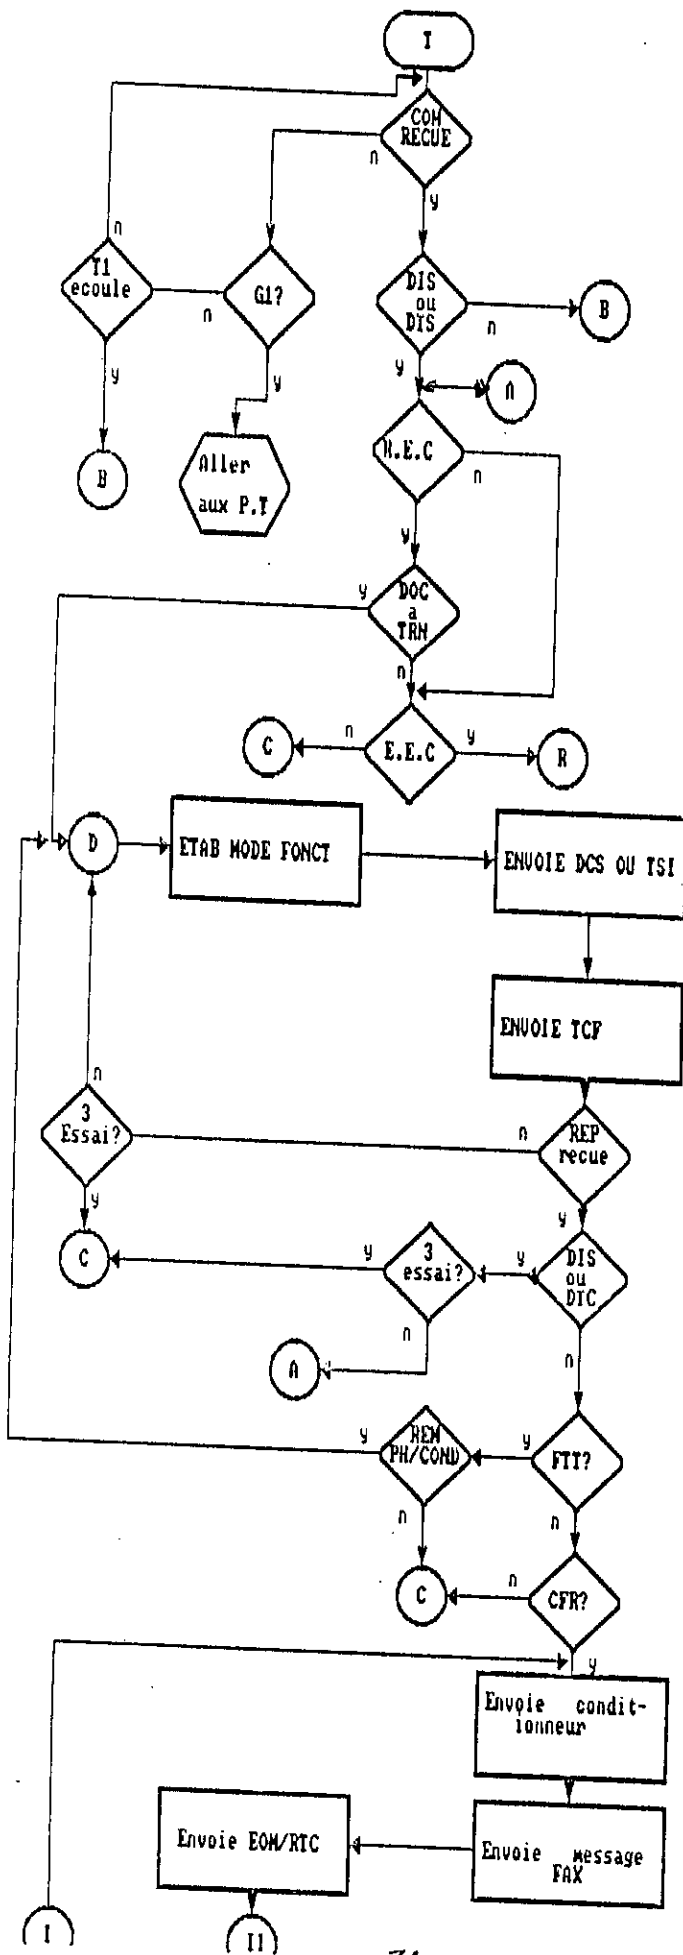 T
COM
RECUE
n
y
n
T1
ecoule
n
G1?
DIS
ou
DTS
n
B
y
y
y
A
B
Aller
aux P.T
R.E.C
n
y
y
DOC
a
TRN
n
C
n
E.E.C
y
R
D
ETAB MODE FONCT
ENVOIE DCS OU TSI
ENVOIE TCF
n
3
Essai?
n
REP
recue
y
y
C
y
3
essai?
y
DIS
ou
DTC
n
A
n
y
REM
PH/COND
y
FTT?
n
n
C
n
CFR?
y
Envoie condit-
ionneur
Envoie EOM/RTC
Envoie message
FAX
I
I1